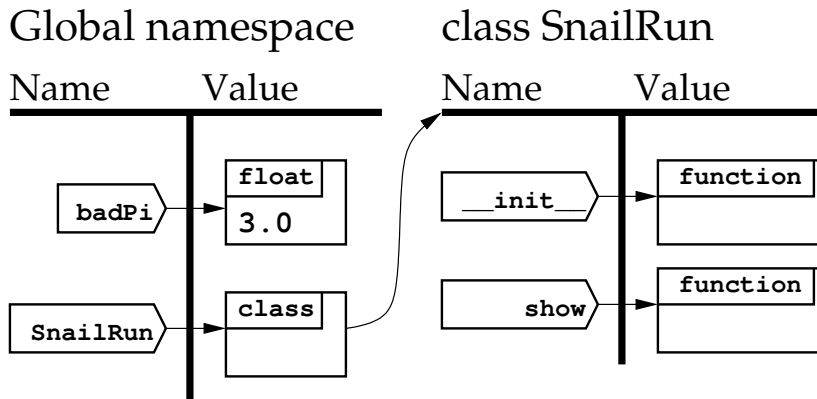 Global namespace
Name Value
badPi float
3.0
SnailRun class
class SnailRun
Name Value
__init__ function
show function